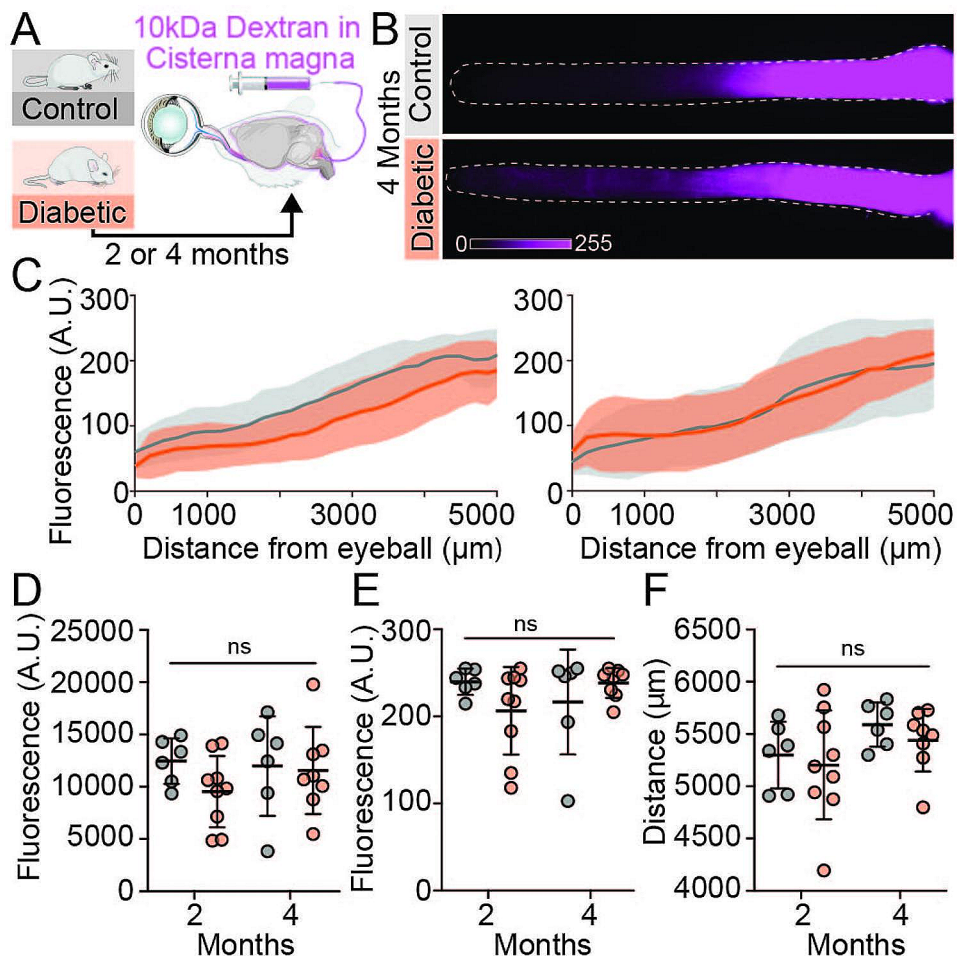 A
10kDa Dextran in
Cisterna magna
Control
Diabetic
2 or 4 months
B
4 Months
Control
Diabetic
0
255
C
Fluorescence (A.U.)
300
200
100
0
0
1000
3000
5000
Distance from eyeball (µm)
300
200
100
0
0
1000
3000
5000
Distance from eyeball (µm)
D
Fluorescence (A.U.)
25000
20000
15000
10000
5000
0
ns
2
4
Months
E
Fluorescence (A.U.)
300
200
100
0
ns
2
4
Months
F
Distance (µm)
6500
6000
5500
5000
4500
4000
ns
2
4
Months